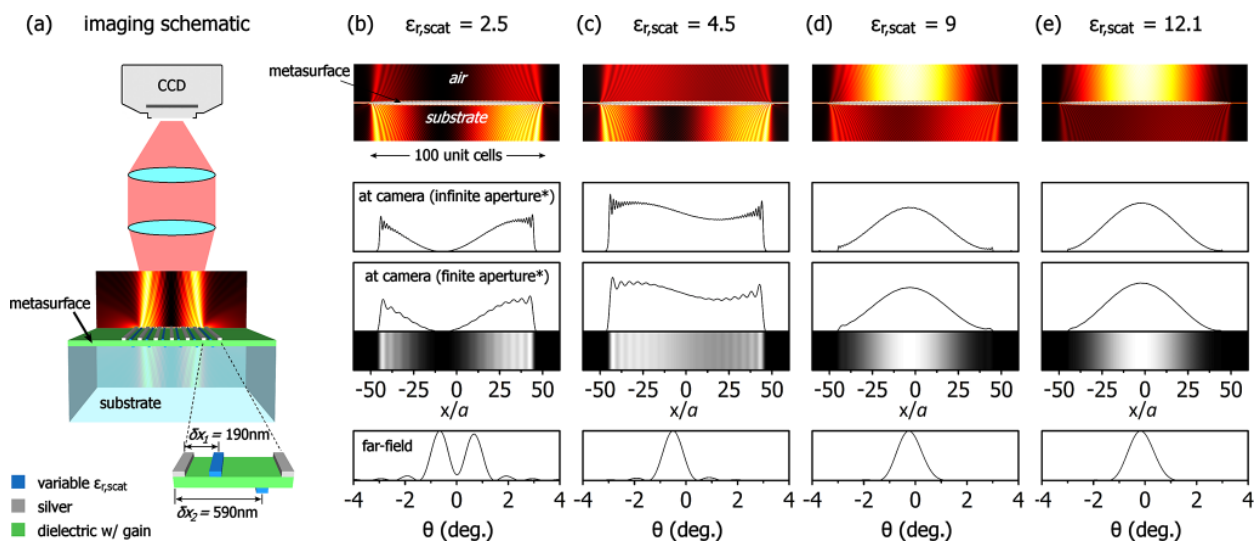 (a) imaging schematic
CCD
metasurface
substrate
δx₁ = 190nm
δx₂ = 590nm
variable εr,scat
silver
dielectric w/ gain
(b) εr,scat = 2.5
metasurface
air
substrate
100 unit cells
at camera (infinite aperture*)
at camera (finite aperture*)
-50 -25 0 25 50
x/a
far-field
-4 -2 0 2 4
θ (deg.)
(c) εr,scat = 4.5
-50 -25 0 25 50
x/a
-4 -2 0 2 4
θ (deg.)
(d) εr,scat = 9
-50 -25 0 25 50
x/a
-4 -2 0 2 4
θ (deg.)
(e) εr,scat = 12.1
-50 -25 0 25 50
x/a
-4 -2 0 2 4
θ (deg.)